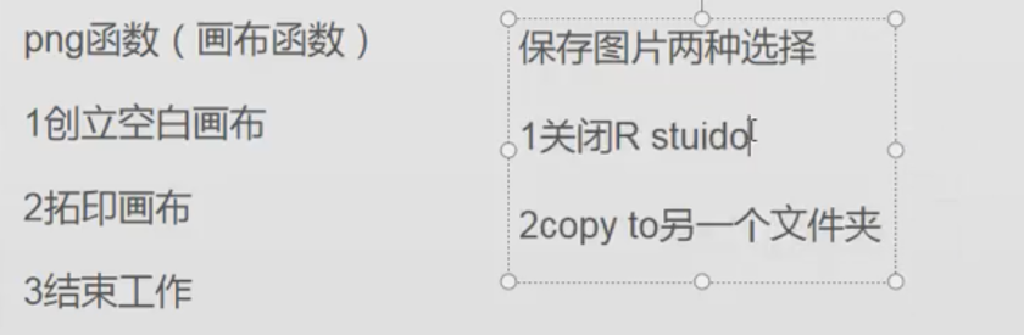 png函数（画布函数）
1创立空白画布
2拓印画布
3结束工作
保存图片两种选择
1关闭R stuido
2copy to另一个文件夹